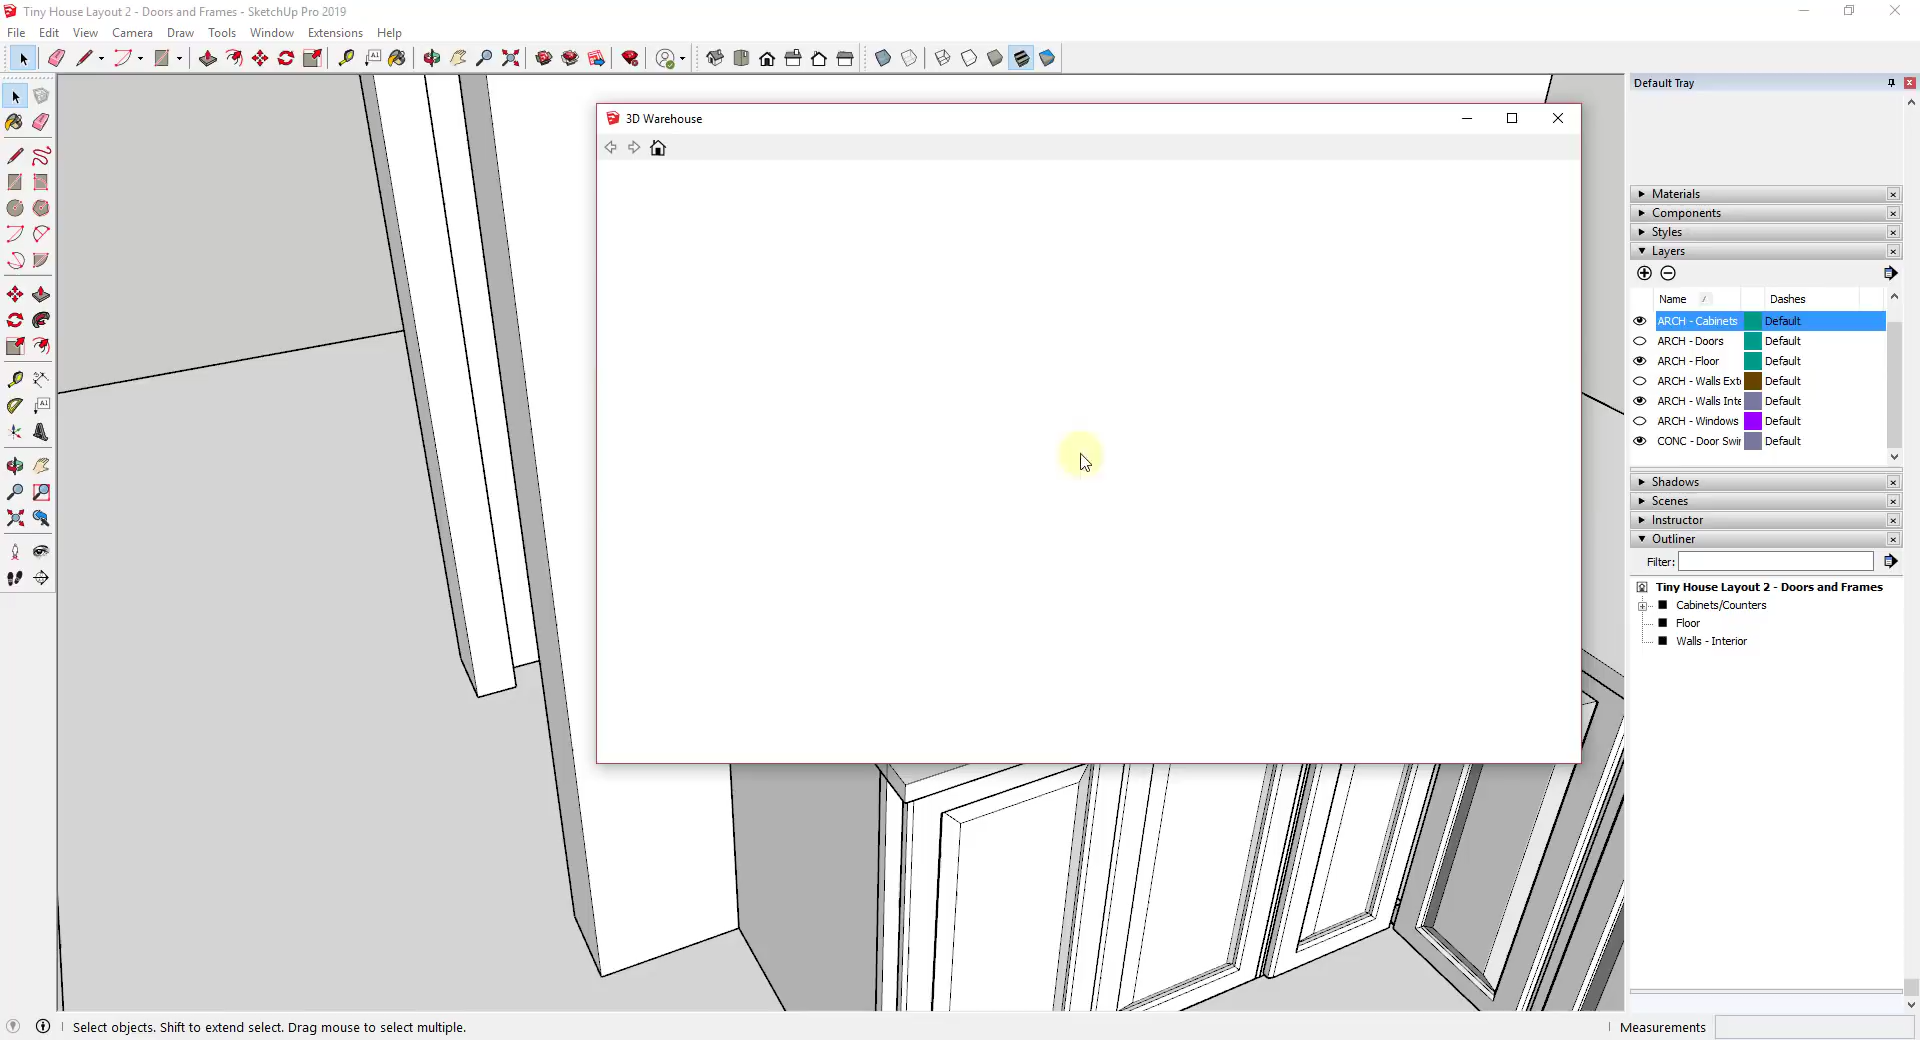 Tiny House Layout 2 - Doors and Frames - SketchUp Pro 2019
File Edit View Camera Draw Tools Window Extensions Help
Default Tray
3D Warehouse
Materials
Components
Styles
Layers
Name Dashes
ARCH - Cabinets Default
ARCH - Doors Default
ARCH - Floor Default
ARCH - Walls Ext Default
ARCH - Walls Inte Default
ARCH - Windows Default
CONC - Door Swin Default
Shadows
Scenes
Instructor
Outliner
Filter:
Tiny House Layout 2 - Doors and Frames
Cabinets/Counters
Floor
Walls - Interior
Select objects. Shift to extend select. Drag mouse to select multiple.
Measurements